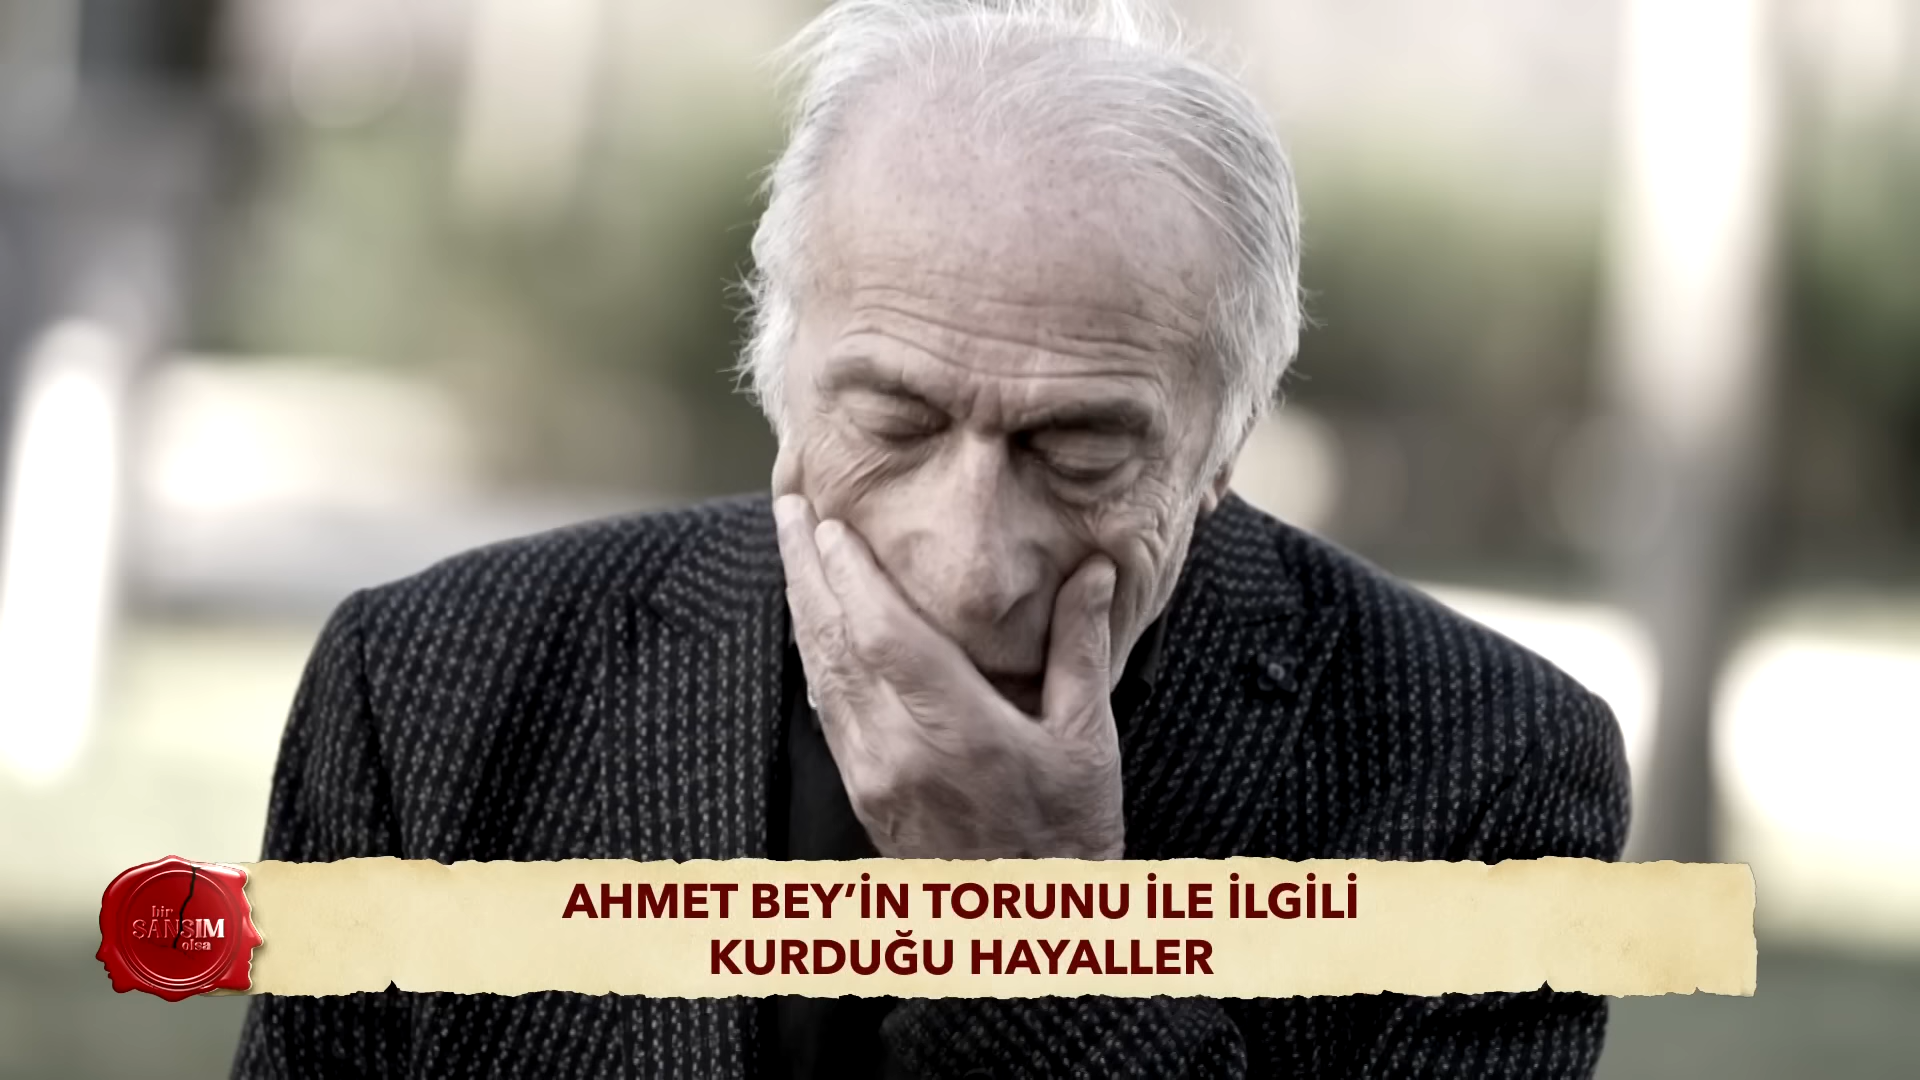 AHMET BEY’İN TORUNU İLE İLGİLİ
KURDUĞU HAYALLER
bir
SANSIM
olsa